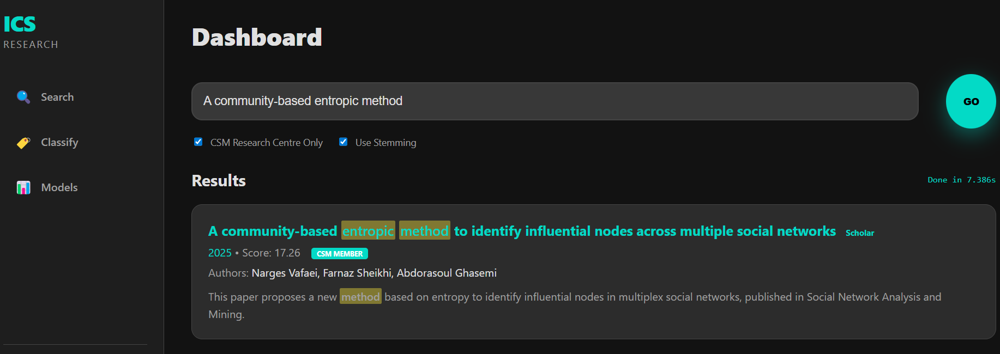 ICS
RESEARCH
Search
Classify
Models
Dashboard
A community-based entropic method
GO
CSM Research Centre Only
Use Stemming
Results
Done in 7.386s
A community-based entropic method to identify influential nodes across multiple social networks Scholar
2025 • Score: 17.26 CSM MEMBER
Authors: Narges Vafaei, Farnaz Sheikhi, Abdorasoul Ghasemi
This paper proposes a new method based on entropy to identify influential nodes in multiplex social networks, published in Social Network Analysis and
Mining.